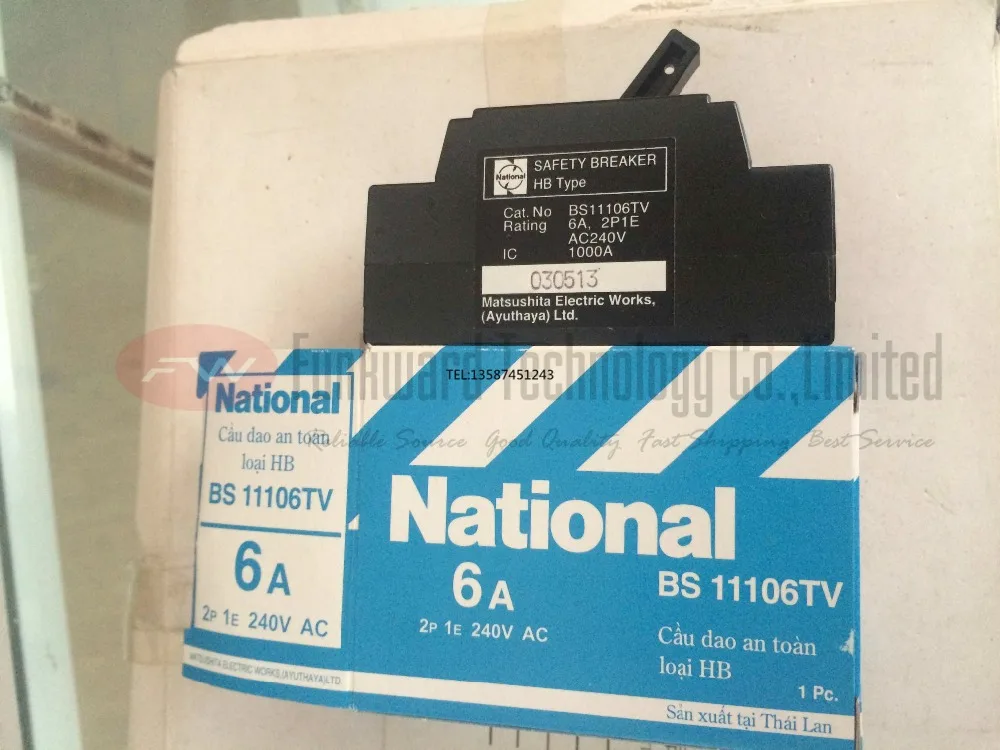 National
SAFETY BREAKER
HB Type
Cat. No BS11106TV
Rating 6A, 2P1E
AC240V
IC 1000A
030513
Matsushita Electric Works,
(Ayuthaya) Ltd.
FW Funkward Technology Co.,Limited
TEL:13587451243
Reliable Source Good Quality Fast Shipping Best Service
National
Cầu dao an toàn
loại HB
BS 11106TV
6A
2P 1E 240V AC
MATSUSHITA ELECTRIC WORKS,(AYUTHAYA)LTD
National
6A
2P 1E 240V AC
BS 11106TV
Cầu dao an toàn
loại HB
1 Pc.
Sản xuất tại Thái Lan